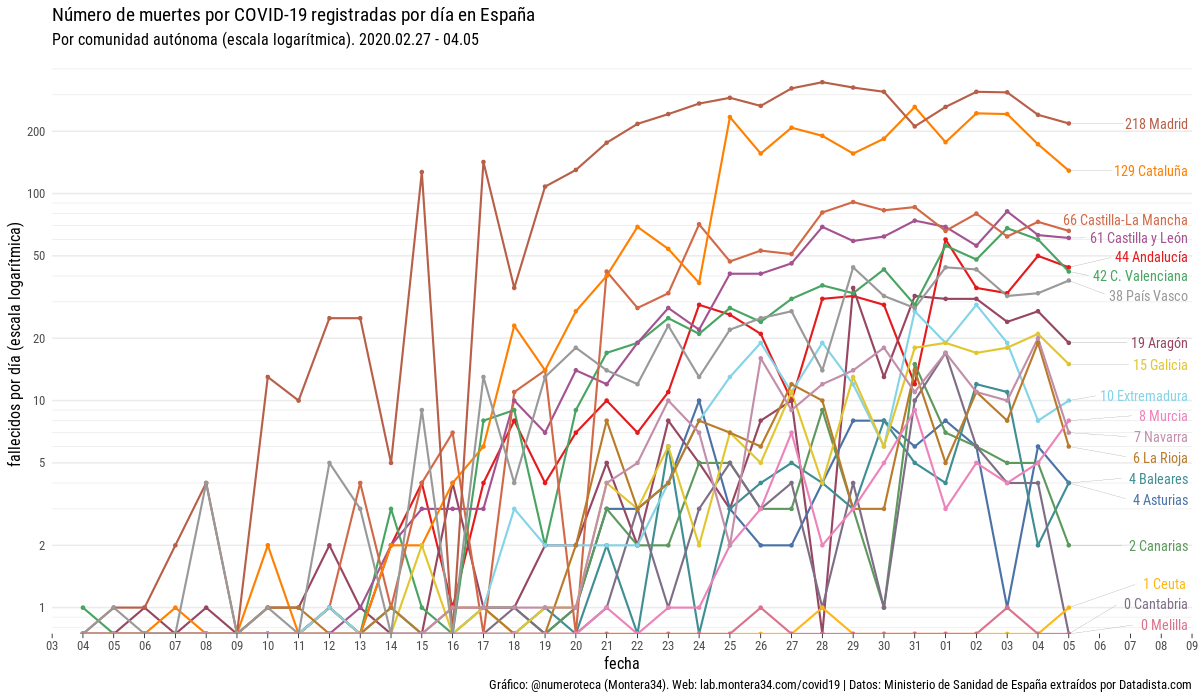 Número de muertes por COVID-19 registradas por día en España
Por comunidad autónoma (escala logarítmica). 2020.02.27 - 04.05
fallecidos por día (escala logarítmica)
200
100
50
20
10
5
2
1
218 Madrid
129 Cataluña
66 Castilla-La Mancha
61 Castilla y León
44 Andalucía
42 C. Valenciana
38 País Vasco
19 Aragón
15 Galicia
10 Extremadura
8 Murcia
7 Navarra
6 La Rioja
4 Baleares
4 Asturias
2 Canarias
1 Ceuta
0 Cantabria
0 Melilla
03 04 05 06 07 08 09 10 11 12 13 14 15 16 17 18 19 20 21 22 23 24 25 26 27 28 29 30 31 01 02 03 04 05 06 07 08 09
fecha
Gráfico: @numeroteca (Montera34). Web: lab.montera34.com/covid19 | Datos: Ministerio de Sanidad de España extraídos por Datadista.com